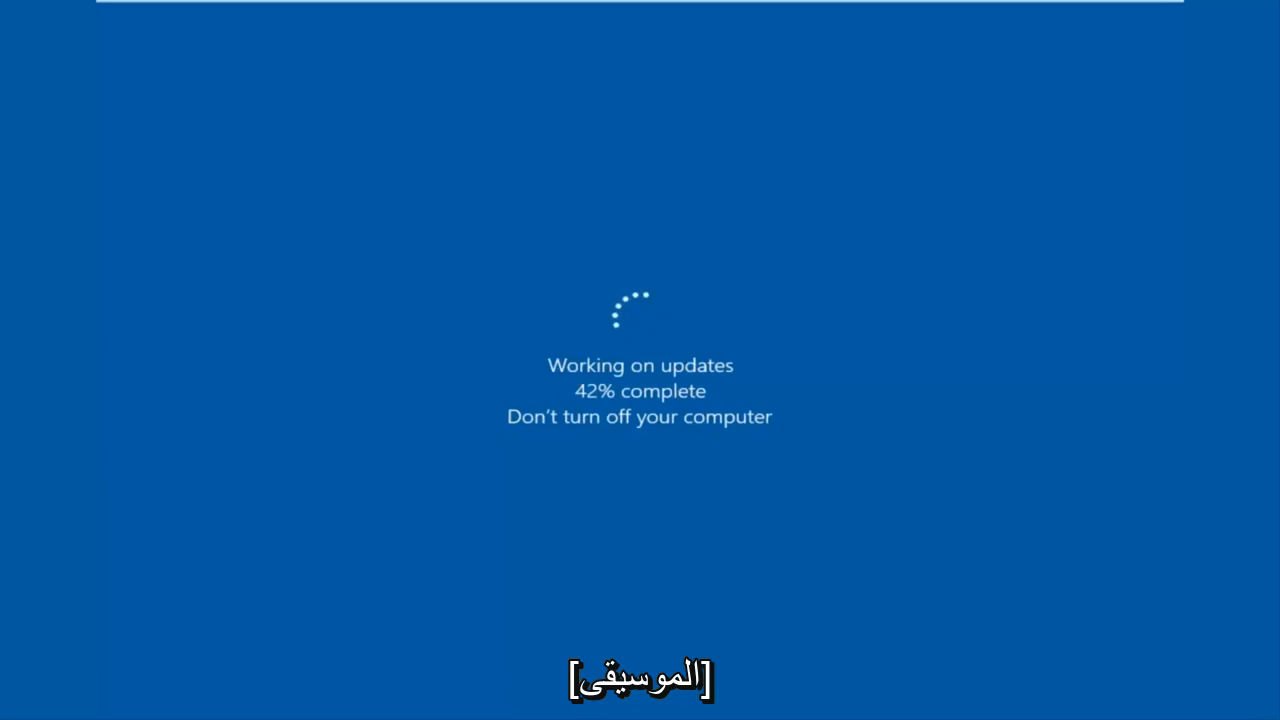 Working on updates
42% complete
Don't turn off your computer
[الموسيقى]